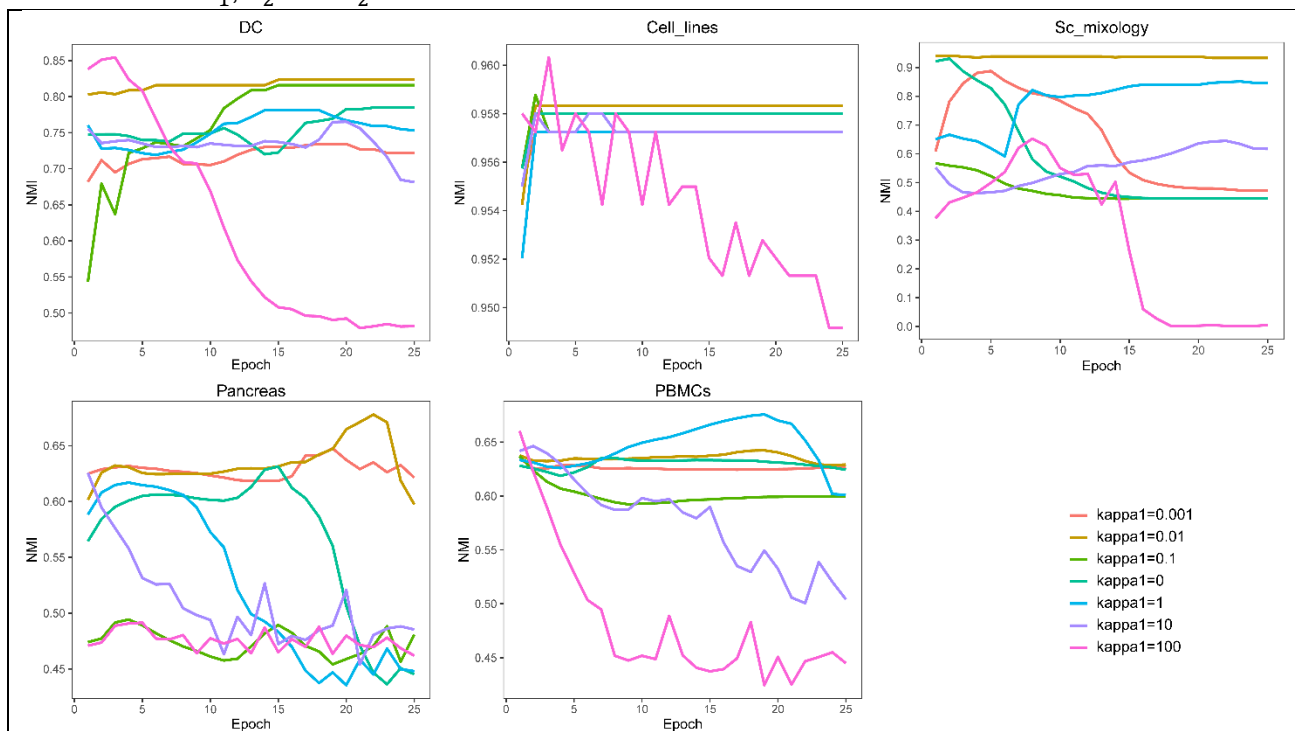 1, 2 2
DC
Cell_lines
Sc_mixology
NMI
0.85
0.80
0.75
0.70
0.65
0.60
0.55
0.50
0 5 10 15 20 25
Epoch
NMI
0.960
0.958
0.956
0.954
0.952
0.950
0 5 10 15 20 25
Epoch
NMI
0.9
0.8
0.7
0.6
0.5
0.4
0.3
0.2
0.1
0.0
0 5 10 15 20 25
Epoch
Pancreas
PBMCs
NMI
0.65
0.60
0.55
0.50
0.45
0 5 10 15 20 25
Epoch
NMI
0.65
0.60
0.55
0.50
0.45
0 5 10 15 20 25
Epoch
kappa1=0.001
kappa1=0.01
kappa1=0.1
kappa1=0
kappa1=1
kappa1=10
kappa1=100